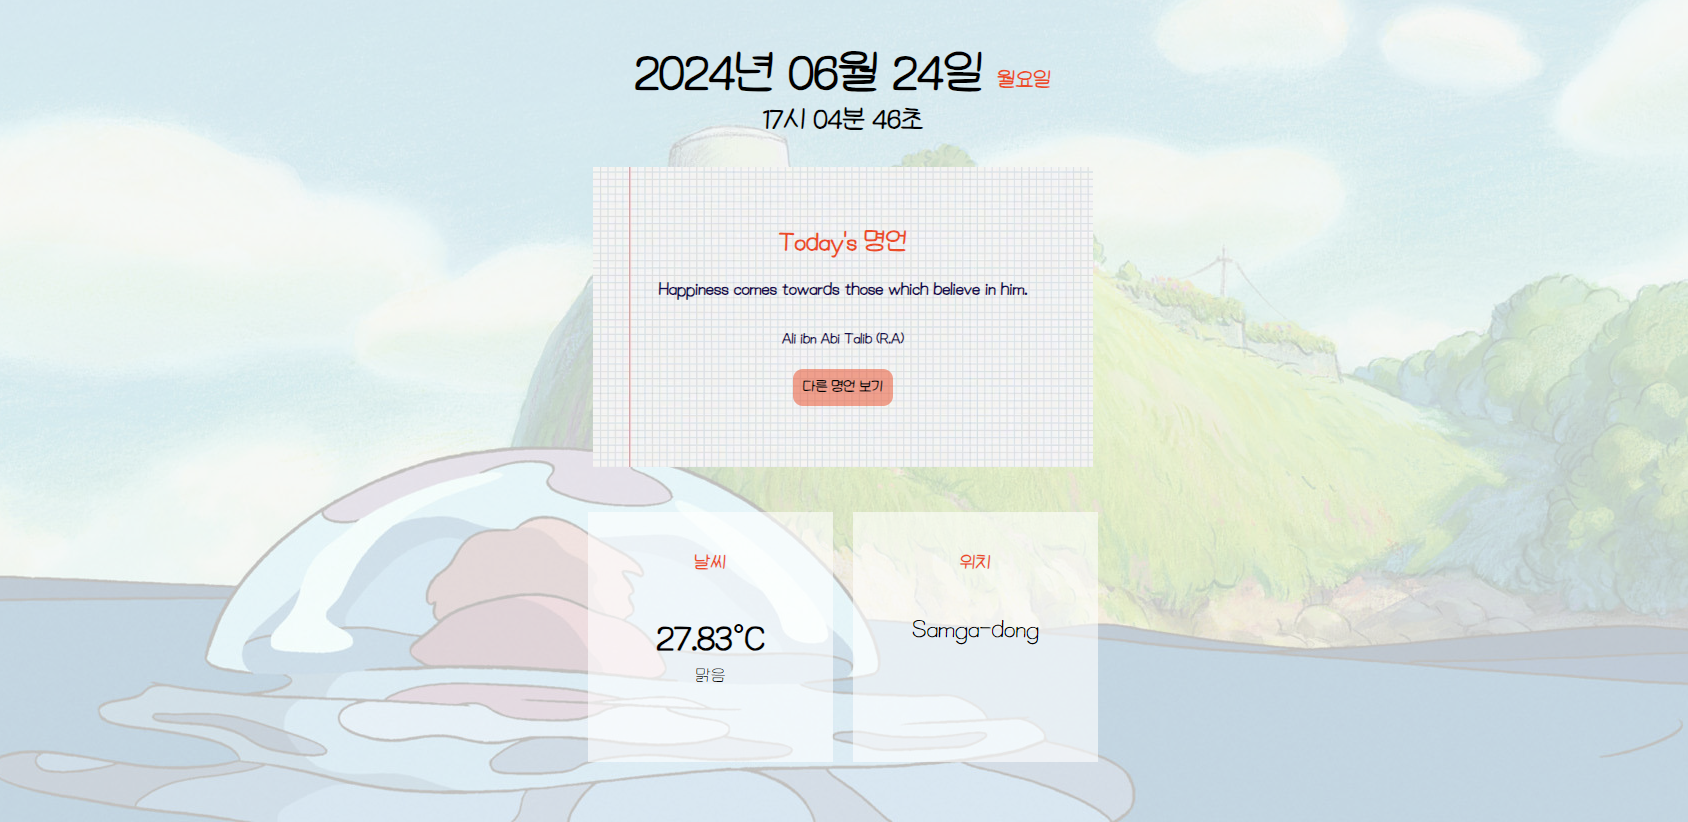 2024년 06월 24일 월요일
17시 04분 46초
Today's 명언
Happiness comes towards those which believe in him.
Ali ibn Abi Talib (R.A)
다른 명언 보기
날씨
27.83°C
맑음
위치
Samga-dong